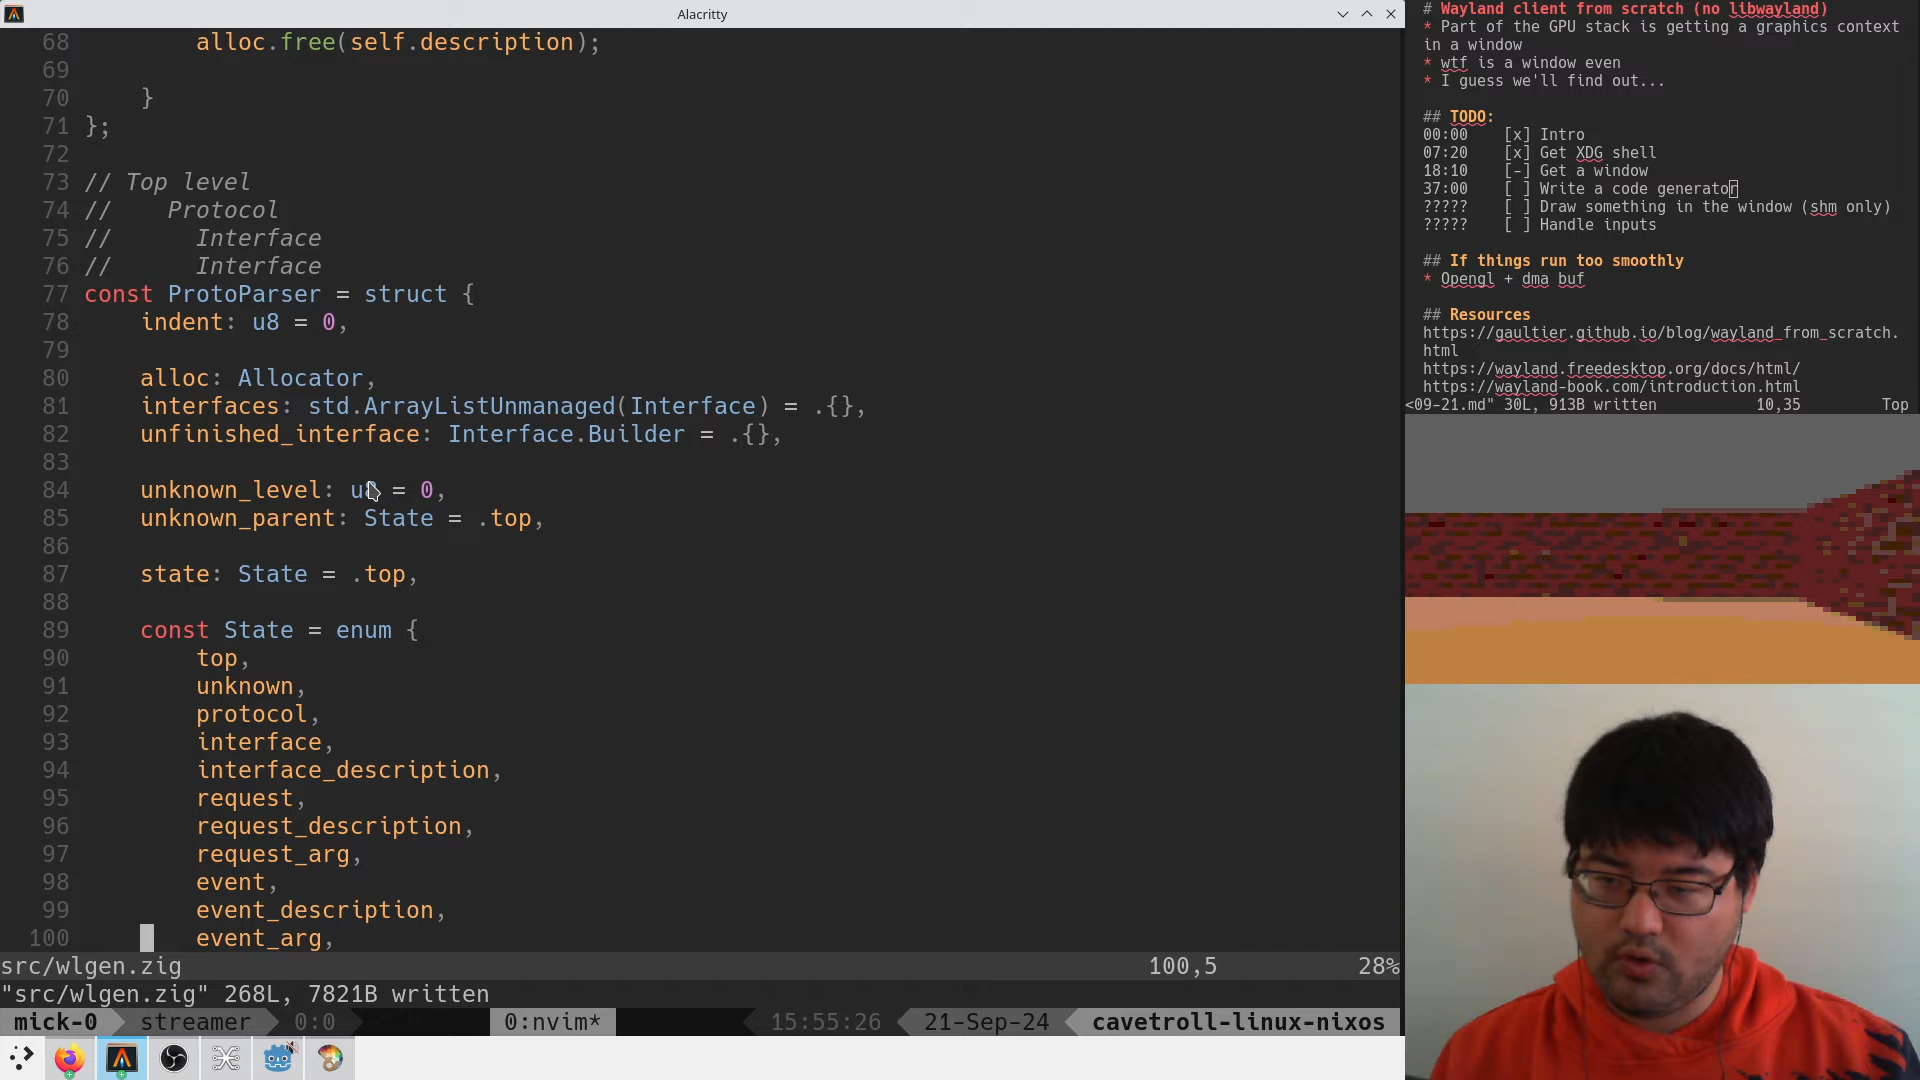 Alacritty
68 alloc.free(self.description);
69
70 }
71 };
72
73 // Top level
74 // Protocol
75 // Interface
76 // Interface
77 const ProtoParser = struct {
78 indent: u8 = 0,
79
80 alloc: Allocator,
81 interfaces: std.ArrayListUnmanaged(Interface) = .{},
82 unfinished_interface: Interface.Builder = .{},
83
84 unknown_level: u8 = 0,
85 unknown_parent: State = .top,
86
87 state: State = .top,
88
89 const State = enum {
90 top,
91 unknown,
92 protocol,
93 interface,
94 interface_description,
95 request,
96 request_description,
97 request_arg,
98 event,
99 event_description,
100 event_arg,
src/wlgen.zig 100,5 28%
"src/wlgen.zig" 268L, 7821B written
mick-0 streamer 0:0 0:nvim* 15:55:26 21-Sep-24 cavetroll-linux-nixos
# Wayland client from scratch (no libwayland)
* Part of the GPU stack is getting a graphics context
in a window
* wtf is a window even
* I guess we'll find out...
## TODO:
00:00 [x] Intro
07:20 [x] Get XDG shell
18:10 [-] Get a window
37:00 [ ] Write a code generator
????? [ ] Draw something in the window (shm only)
????? [ ] Handle inputs
## If things run too smoothly
* Opengl + dma buf
## Resources
https://gaultier.github.io/blog/wayland_from_scratch.
html
https://wayland.freedesktop.org/docs/html/
https://wayland-book.com/introduction.html
<09-21.md" 30L, 913B written 10,35 Top